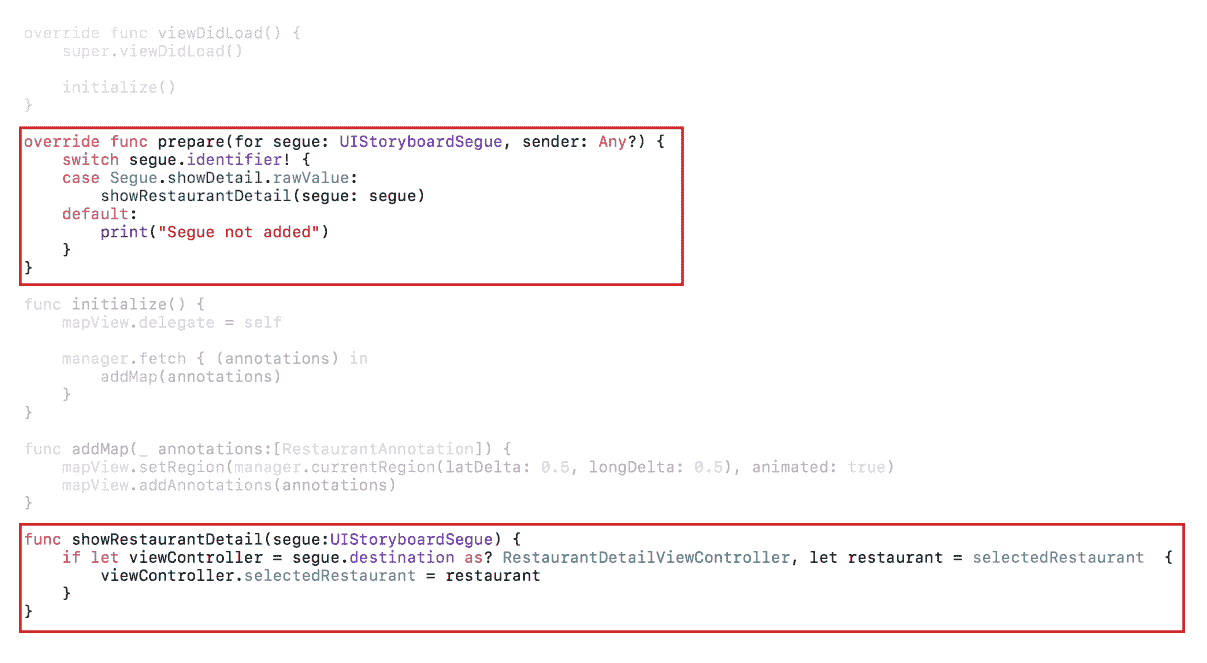 override func viewDidLoad() {
    super.viewDidLoad()

    initialize()
}

override func prepare(for segue: UIStoryboardSegue, sender: Any?) {
    switch segue.identifier! {
    case Segue.showDetail.rawValue:
        showRestaurantDetail(segue: segue)
    default:
        print("Segue not added")
    }
}

func initialize() {
    mapView.delegate = self

    manager.fetch { (annotations) in
        addMap(annotations)
    }
}

func addMap(_ annotations:[RestaurantAnnotation]) {
    mapView.setRegion(manager.currentRegion(latDelta: 0.5, longDelta: 0.5), animated: true)
    mapView.addAnnotations(annotations)
}

func showRestaurantDetail(segue:UIStoryboardSegue) {
    if let viewController = segue.destination as? RestaurantDetailViewController, let restaurant = selectedRestaurant  {
        viewController.selectedRestaurant = restaurant
    }
}